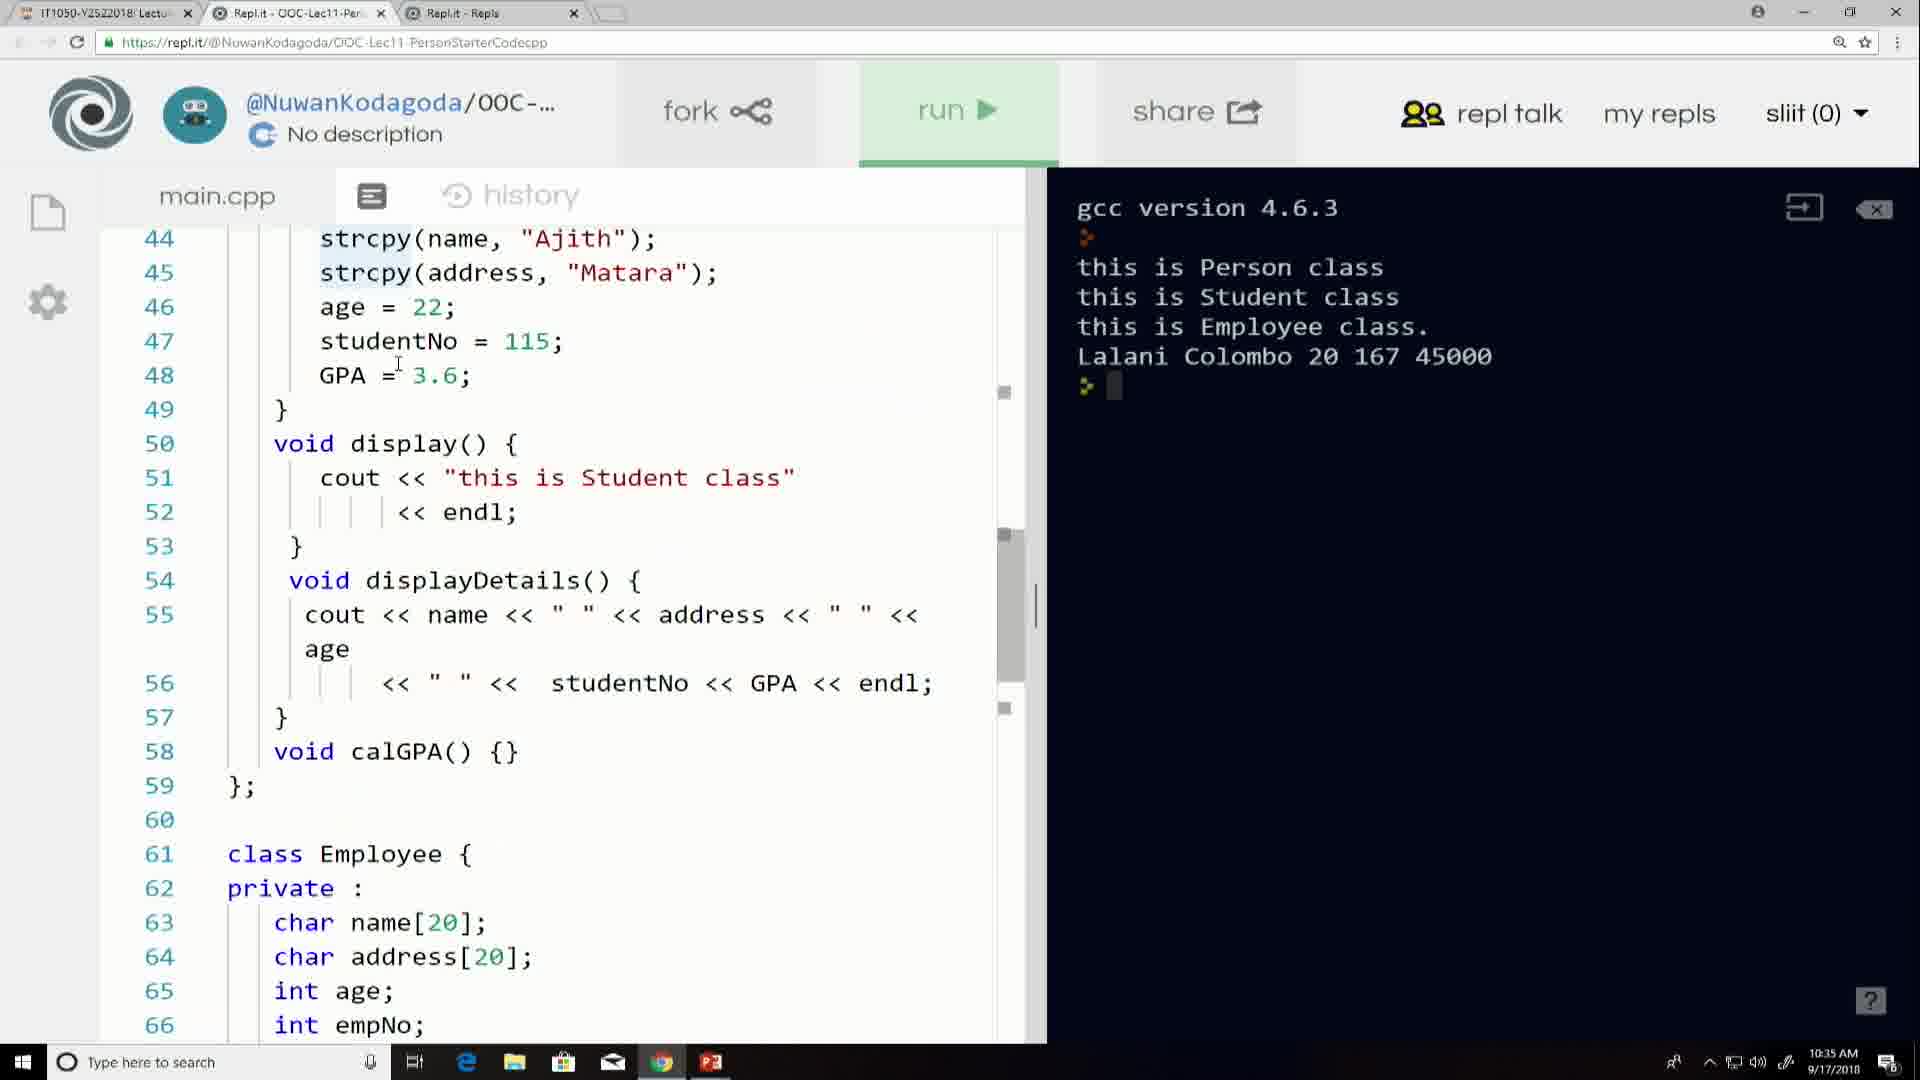 IT1050-Y2S22018: Lectu
Repl.it - OOC-Lec11-Per
Repl.it - Repls
https://repl.it/@NuwanKodagoda/OOC-Lec11-PersonStarterCodecpp
@NuwanKodagoda/OOC-...
No description
fork
run
share
repl talk
my repls
sliit (0)
main.cpp
history
44 strcpy(name, "Ajith");
45 strcpy(address, "Matara");
46 age = 22;
47 studentNo = 115;
48 GPA = 3.6;
49 }
50 void display() {
51 cout << "this is Student class"
52 << endl;
53 }
54 void displayDetails() {
55 cout << name << " " << address << " " <<
age
56 << " " << studentNo << GPA << endl;
57 }
58 void calGPA() {}
59 };
60
61 class Employee {
62 private :
63 char name[20];
64 char address[20];
65 int age;
66 int empNo;
gcc version 4.6.3
this is Person class
this is Student class
this is Employee class.
Lalani Colombo 20 167 45000
?
Type here to search
10:35 AM
9/17/2018